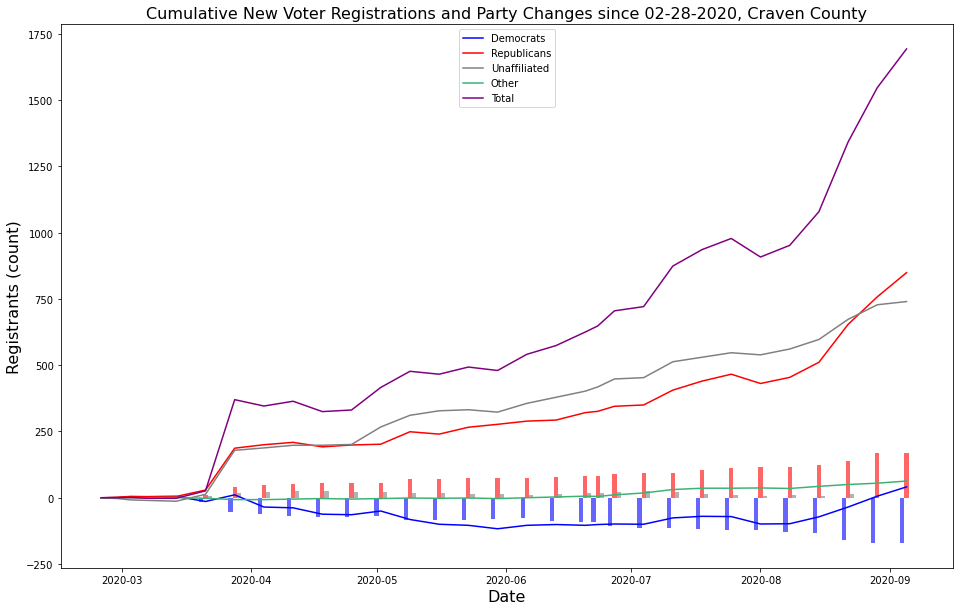 Cumulative New Voter Registrations and Party Changes since 02-28-2020, Craven County
Democrats
Republicans
Unaffiliated
Other
Total
Registrants (count)
1750
1500
1250
1000
750
500
250
0
−250
2020-03
2020-04
2020-05
2020-06
2020-07
2020-08
2020-09
Date